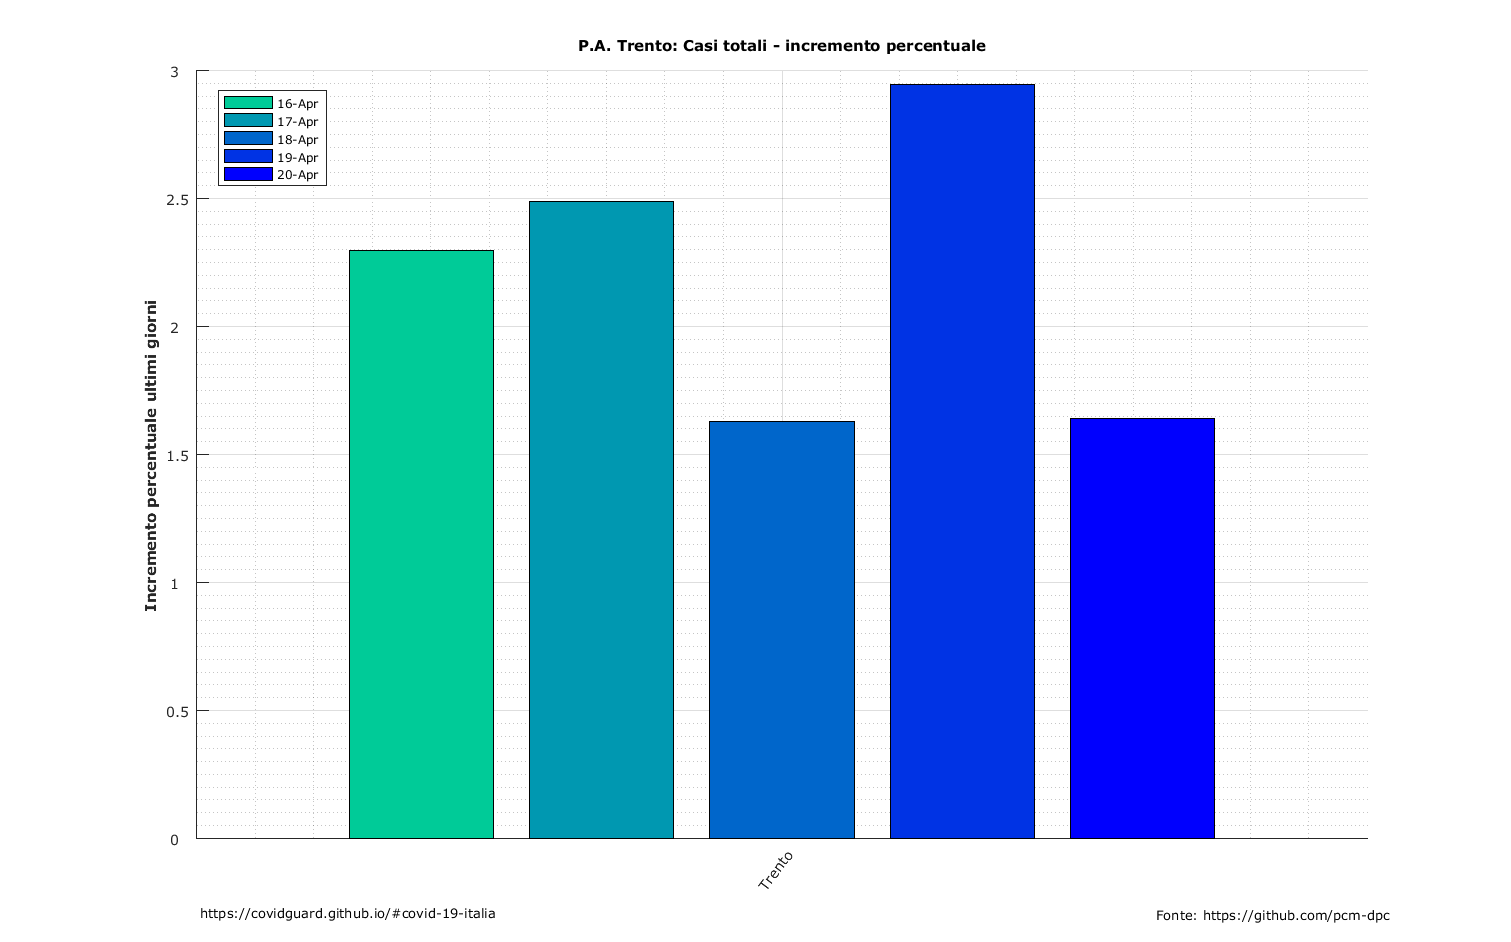 P.A. Trento: Casi totali - incremento percentuale
3
2.5
2
1.5
1
0.5
0
Incremento percentuale ultimi giorni
16-Apr
17-Apr
18-Apr
19-Apr
20-Apr
Trento
https://covidguard.github.io/#covid-19-italia
Fonte: https://github.com/pcm-dpc